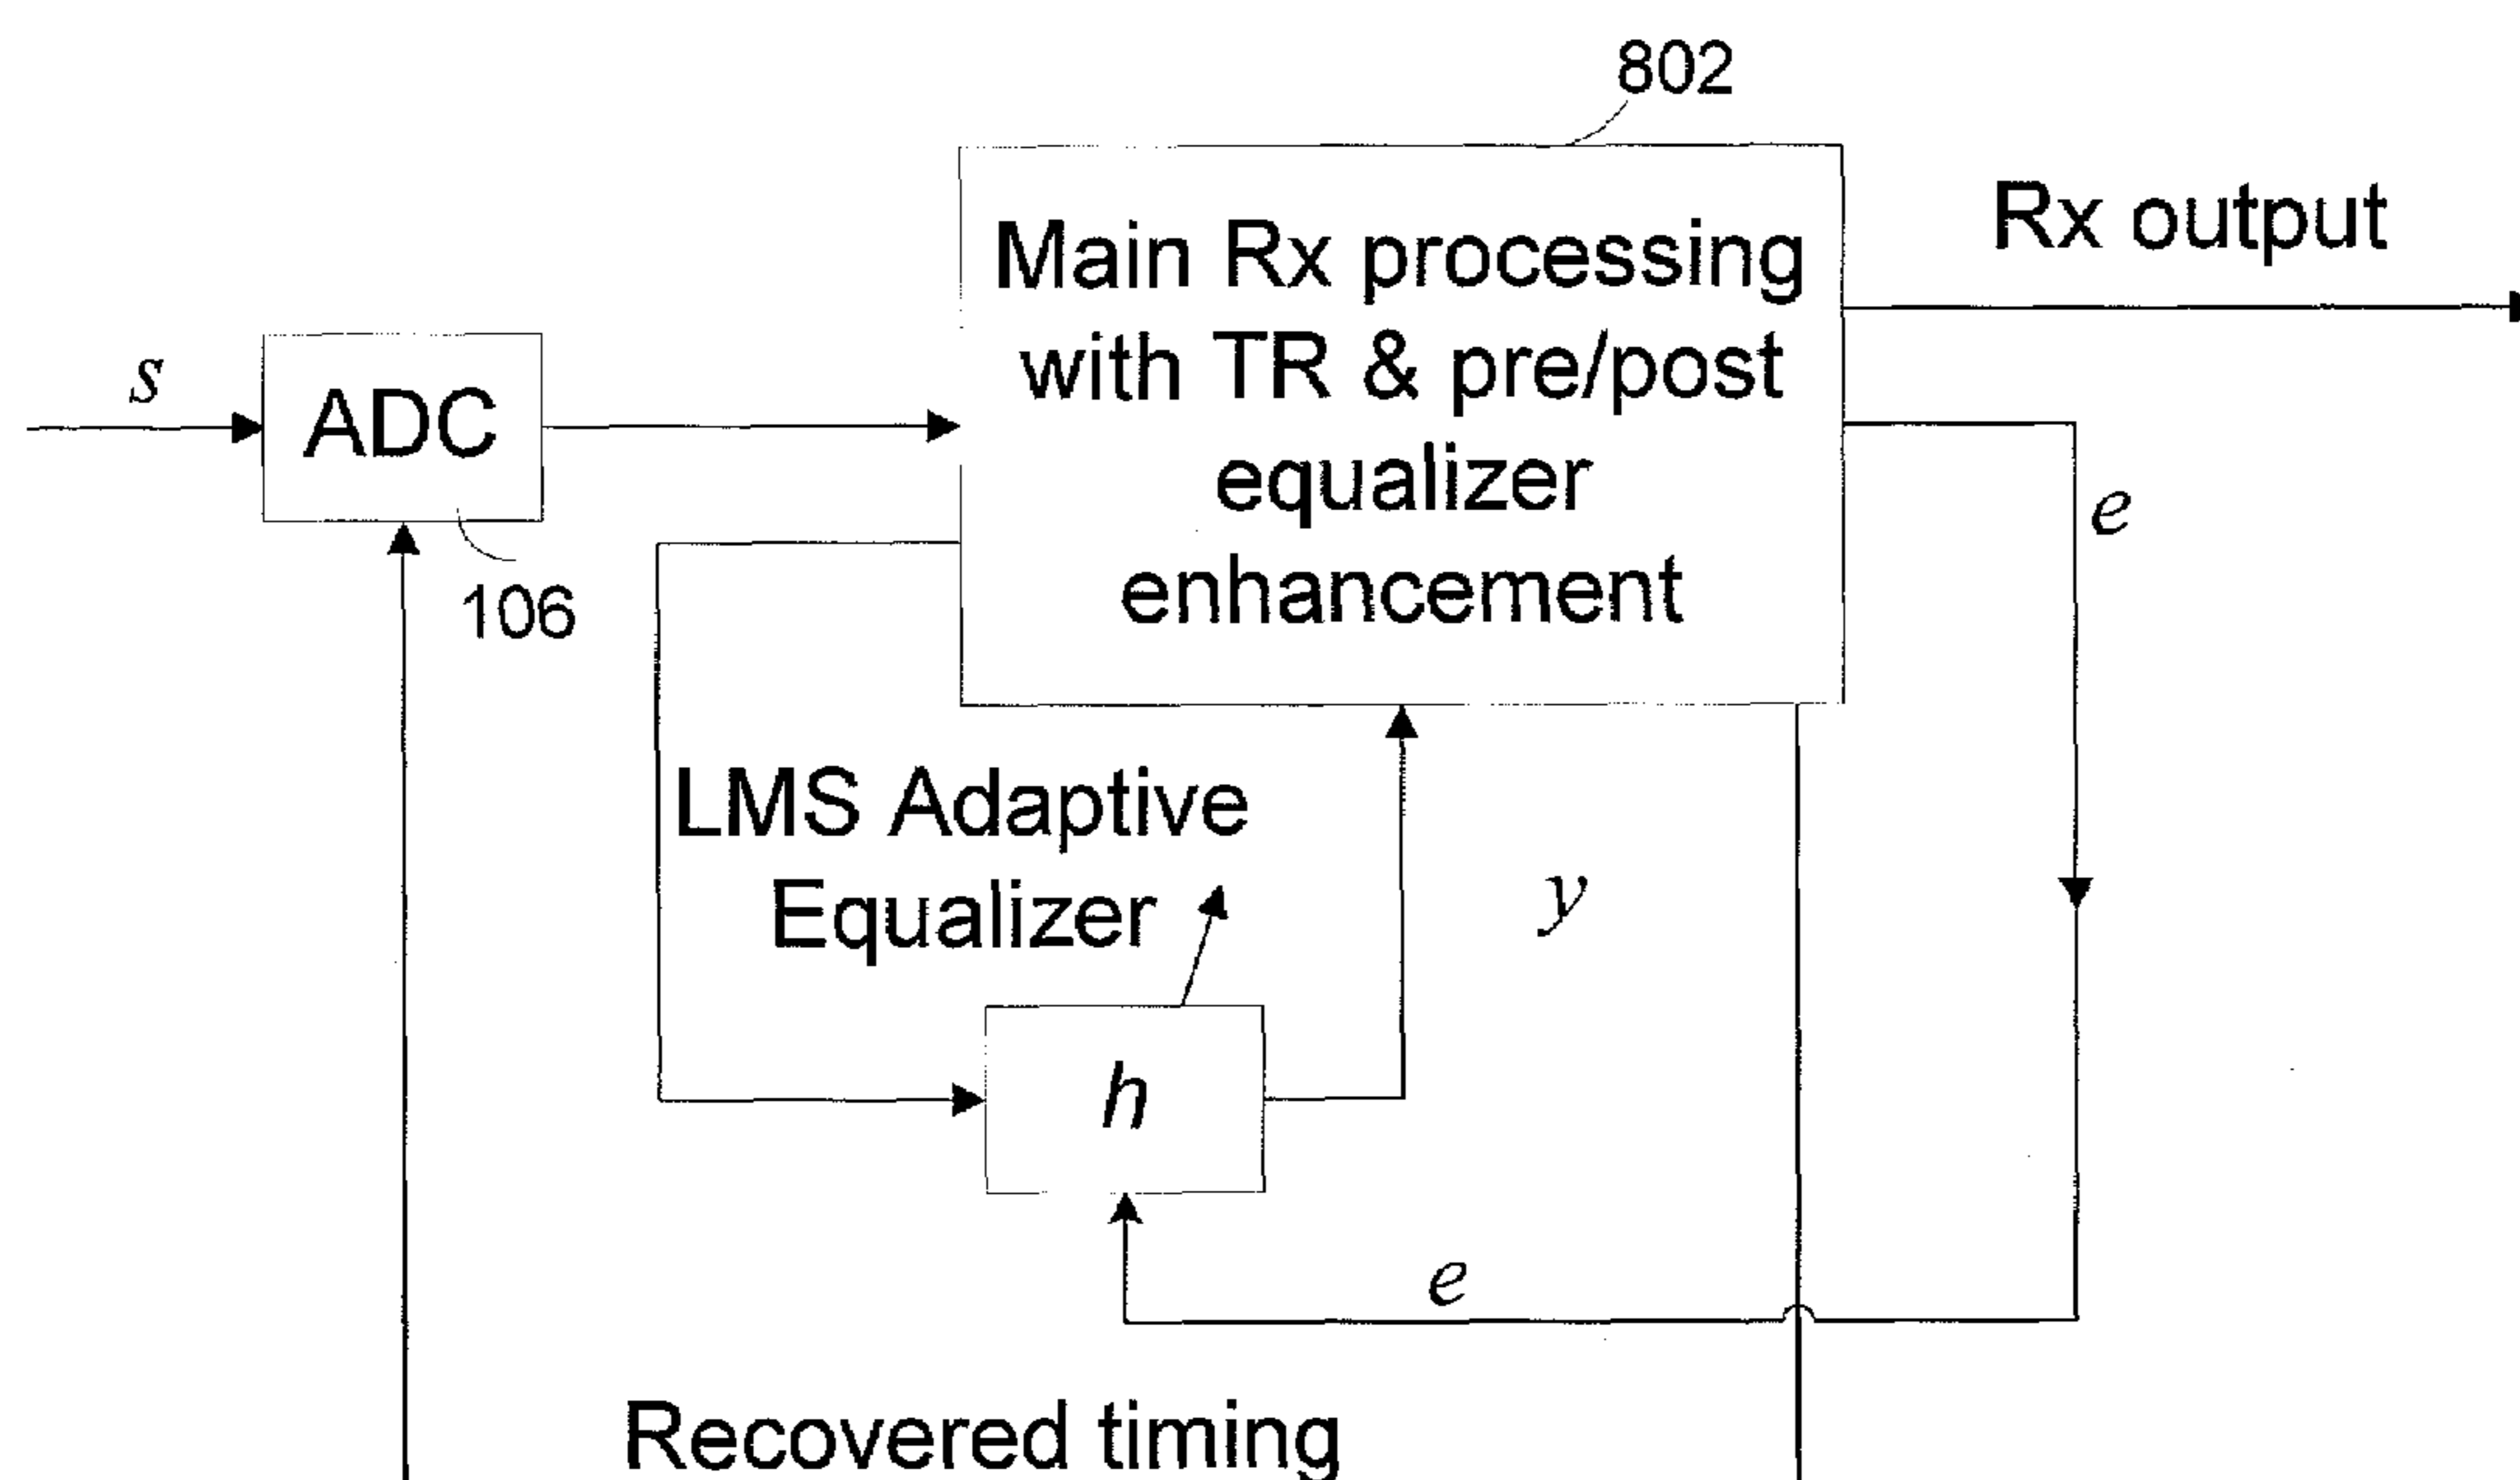 802
Rx output
Main Rx processing
with TR & pre/post
equalizer
enhancement
s
ADC
106
e
LMS Adaptive
Equalizer
y
h
e
Recovered timing